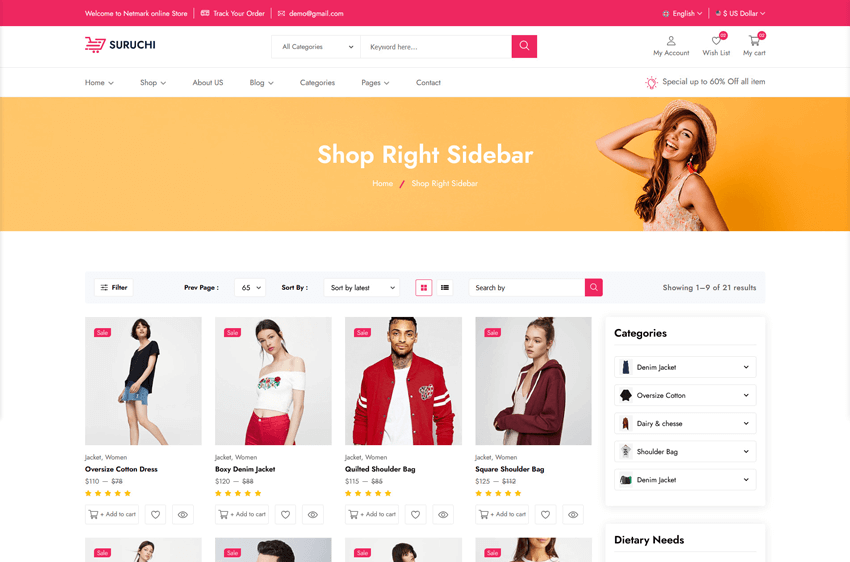 Welcome to Netmark online Store
Track Your Order
demo@gmail.com
English
$ US Dollar
SURUCHI
All Categories
Keyword here...
My Account
02
Wish List
02
My cart
Home
Shop
About US
Blog
Categories
Pages
Contact
Special up to 60% Off all item
Shop Right Sidebar
Home / Shop Right Sidebar
Filter
Prev Page :
65
Sort By :
Sort by latest
Search by
Showing 1–9 of 21 results
Sale
Sale
Sale
Sale
Jacket, Women
Oversize Cotton Dress
$110 — $78
+ Add to cart
Jacket, Women
Boxy Denim Jacket
$120 — $88
+ Add to cart
Jacket, Women
Quilted Shoulder Bag
$115 — $85
+ Add to cart
Jacket, Women
Square Shoulder Bag
$125 — $112
+ Add to cart
Categories
Denim Jacket
Oversize Cotton
Dairy & chesse
Shoulder Bag
Denim Jacket
Sale
Sale
Sale
Sale
Dietary Needs